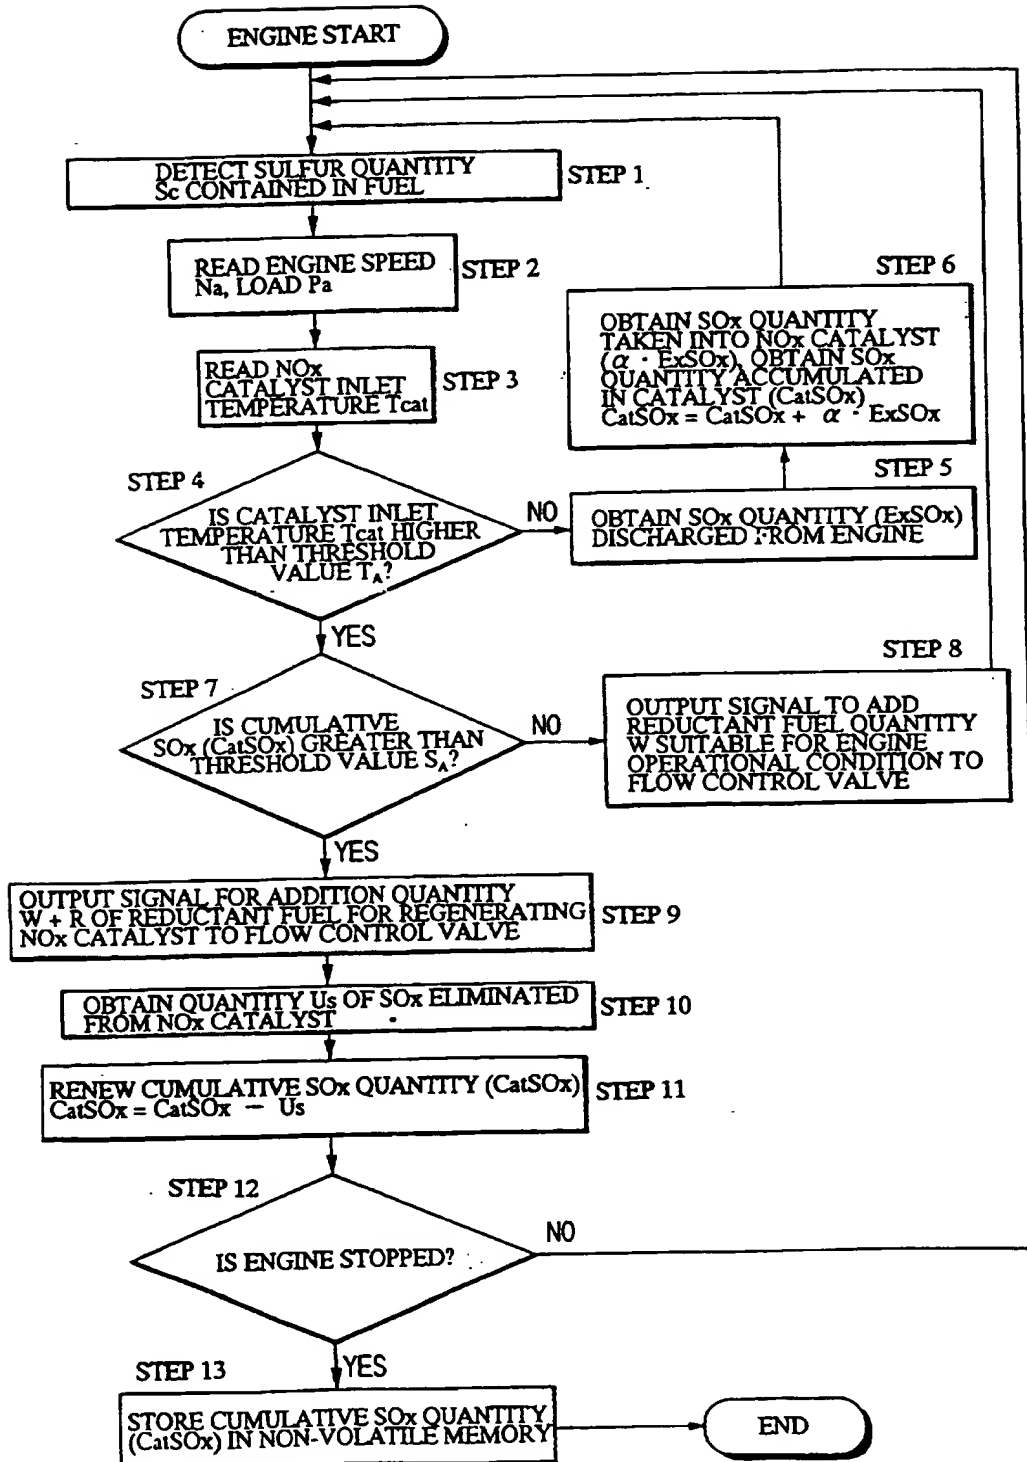 ENGINE START
DETECT SULFUR QUANTITY
Sc CONTAINED IN FUEL
STEP 1
READ ENGINE SPEED
Na, LOAD Pa
STEP 2
READ NOx
CATALYST INLET
TEMPERATURE Tcat
STEP 3
STEP 4
IS CATALYST INLET
TEMPERATURE Tcat HIGHER
THAN THRESHOLD
VALUE TA?
NO
YES
STEP 5
OBTAIN SOx QUANTITY (ExSOx)
DISCHARGED FROM ENGINE
STEP 6
OBTAIN SOx QUANTITY
TAKEN INTO NOx CATALYST
(α · ExSOx), OBTAIN SOx
QUANTITY ACCUMULATED
IN CATALYST (CatSOx)
CatSOx = CatSOx + α · ExSOx
STEP 7
IS CUMULATIVE
SOx (CatSOx) GREATER THAN
THRESHOLD VALUE SA?
NO
YES
STEP 8
OUTPUT SIGNAL TO ADD
REDUCTANT FUEL QUANTITY
W SUITABLE FOR ENGINE
OPERATIONAL CONDITION TO
FLOW CONTROL VALVE
OUTPUT SIGNAL FOR ADDITION QUANTITY
W + R OF REDUCTANT FUEL FOR REGENERATING
NOx CATALYST TO FLOW CONTROL VALVE
STEP 9
OBTAIN QUANTITY Us OF SOx ELIMINATED
FROM NOx CATALYST
STEP 10
RENEW CUMULATIVE SOx QUANTITY (CatSOx)
CatSOx = CatSOx − Us
STEP 11
STEP 12
IS ENGINE STOPPED?
NO
YES
STEP 13
STORE CUMULATIVE SOx QUANTITY
(CatSOx) IN NON-VOLATILE MEMORY
END